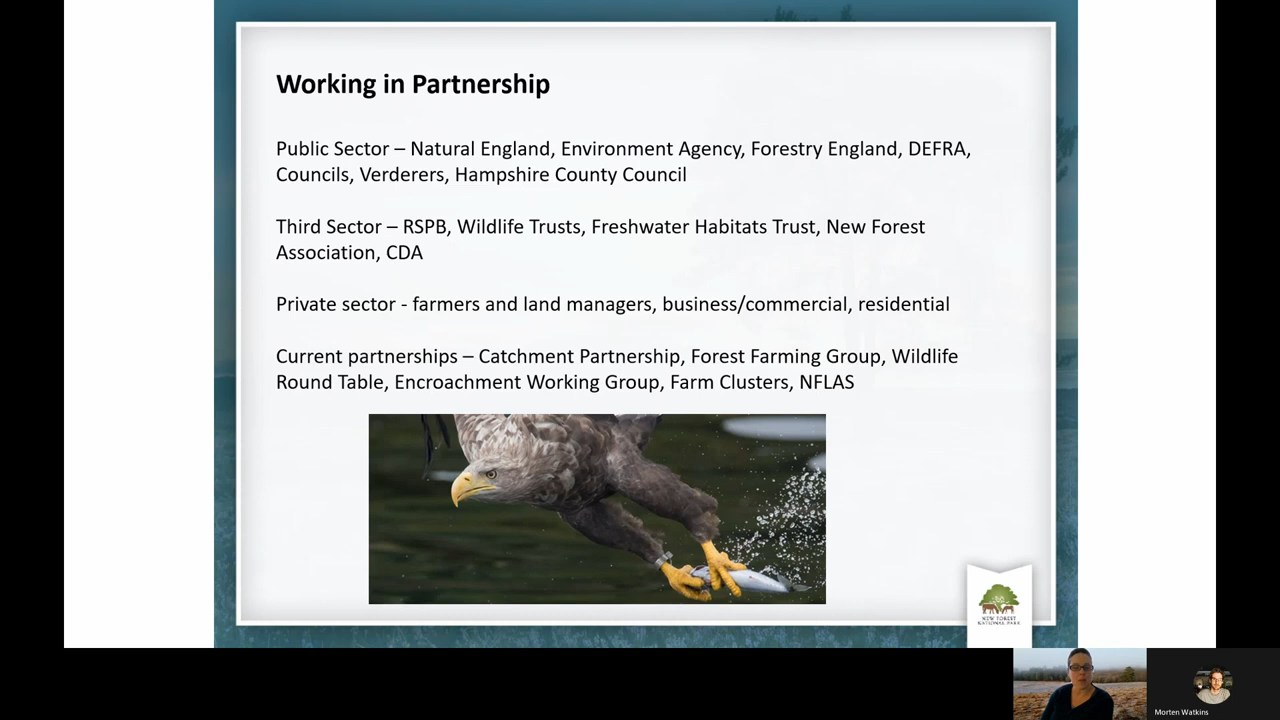 Working in Partnership
Public Sector – Natural England, Environment Agency, Forestry England, DEFRA,
Councils, Verderers, Hampshire County Council
Third Sector – RSPB, Wildlife Trusts, Freshwater Habitats Trust, New Forest
Association, CDA
Private sector - farmers and land managers, business/commercial, residential
Current partnerships – Catchment Partnership, Forest Farming Group, Wildlife
Round Table, Encroachment Working Group, Farm Clusters, NFLAS
NEW FOREST
NATIONAL PARK
Morten Watkins